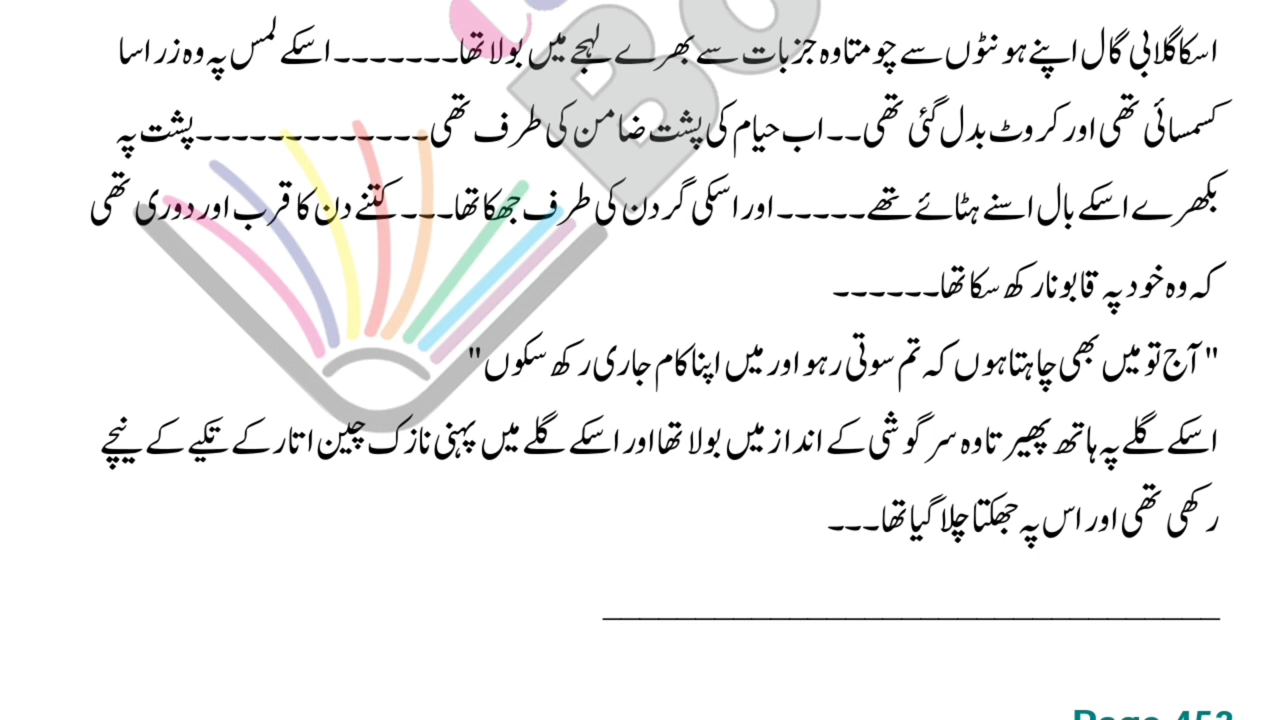 اسکا گلابی گال اپنے ہونٹوں سے چومتا وہ جزبات سے بھرے لہجے میں بولا تھا۔۔۔۔۔۔۔اسکے لمس پہ وہ زرا سا
کسمسائی تھی اور کروٹ بدل گئی تھی۔۔اب حیام کی پشت ضامن کی طرف تھی۔۔۔۔۔۔۔۔۔۔۔۔۔پشت پہ
بکھرے اسکے بال اسنے ہٹائے تھے۔۔۔۔۔اور اسکی گردن کی طرف جھکا تھا۔۔۔کتنے دن کا قرب اور دوری تھی
کہ وہ خود پہ قابو نا رکھ سکا تھا۔۔۔۔۔۔
"آج تو میں بھی چاہتا ہوں کہ تم سوتی رہو اور میں اپنا کام جاری رکھ سکوں"
اسکے گلے پہ ہاتھ پھیرتا وہ سرگوشی کے انداز میں بولا تھا اور اسکے گلے میں پہنی نازک چین اتار کے تکیے کے نیچے
رکھی تھی اور اس پہ جھکتا چلا گیا تھا۔۔۔
Page 453